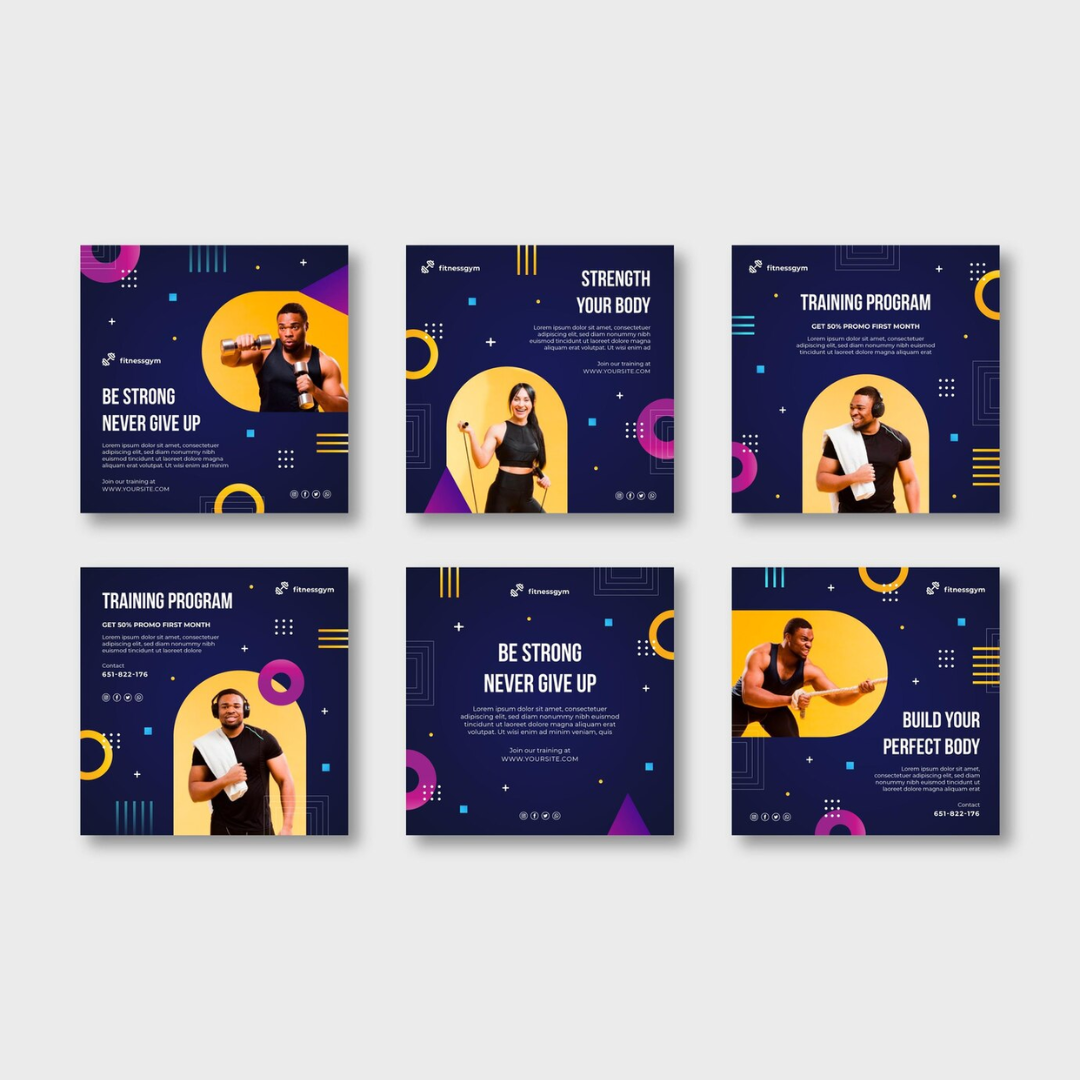 fitnessgym
BE STRONG
NEVER GIVE UP
Lorem ipsum dolor sit amet, consectetuer
adipiscing elit, sed diam nonummy nibh
euismod tincidunt ut laoreet dolore magna
aliquam erat volutpat. Ut wisi enim ad minim
Join our training at
WWW.YOURSITE.COM
fitnessgym
STRENGTH
YOUR BODY
Lorem ipsum dolor sit amet, consectetuer
adipiscing elit, sed diam nonummy nibh
euismod tincidunt ut laoreet dolore magna
aliquam erat volutpat. Ut wisi enim ad
Join our training at
WWW.YOURSITE.COM
fitnessgym
TRAINING PROGRAM
GET 50% PROMO FIRST MONTH
Lorem ipsum dolor sit amet, consectetuer
adipiscing elit, sed diam nonummy nibh
euismod tincidunt ut laoreet dolore magna
aliquam erat
fitnessgym
TRAINING PROGRAM
GET 50% PROMO FIRST MONTH
Lorem ipsum dolor sit amet, consectetuer
adipiscing elit, sed diam nonummy nibh
euismod tincidunt ut laoreet dolore
Contact
651-822-176
fitnessgym
BE STRONG
NEVER GIVE UP
Lorem ipsum dolor sit amet, consectetuer
adipiscing elit, sed diam nonummy nibh euismod
tincidunt ut laoreet dolore magna aliquam erat
volutpat. Ut wisi enim ad minim veniam, quis
Join our training at
WWW.YOURSITE.COM
fitnessgym
BUILD YOUR
PERFECT BODY
Lorem ipsum dolor sit amet,
consectetuer adipiscing elit, sed diam
nonummy nibh euismod tincidunt ut
laoreet dolore magna aliquam erat
Contact
651-822-176